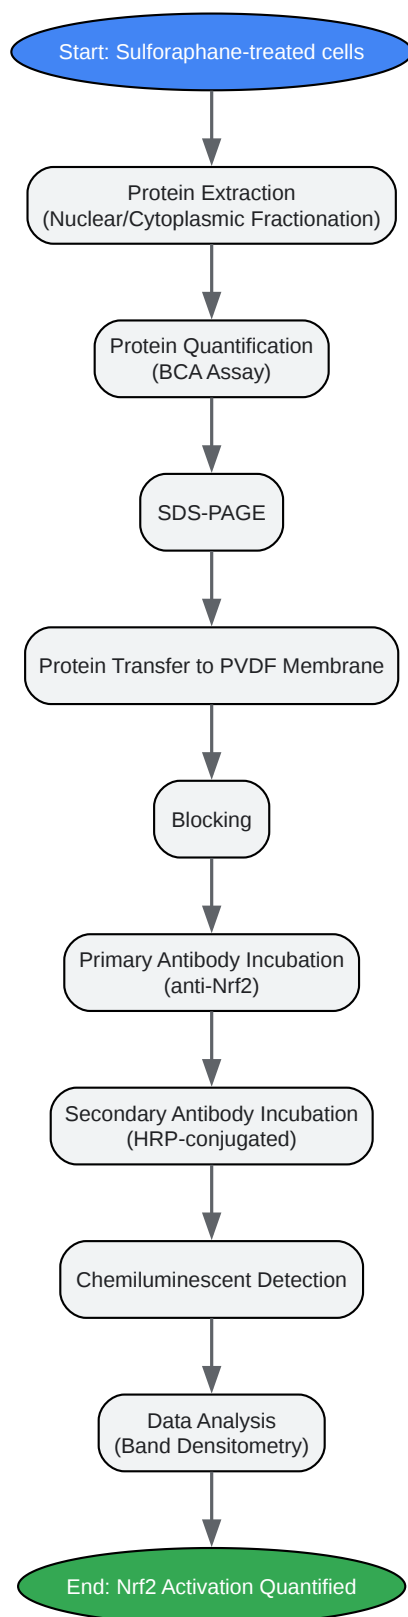 Start: Sulforaphane-treated cells
Protein Extraction
(Nuclear/Cytoplasmic Fractionation)
Protein Quantification
(BCA Assay)
SDS-PAGE
Protein Transfer to PVDF Membrane
Blocking
Primary Antibody Incubation
(anti-Nrf2)
Secondary Antibody Incubation
(HRP-conjugated)
Chemiluminescent Detection
Data Analysis
(Band Densitometry)
End: Nrf2 Activation Quantified